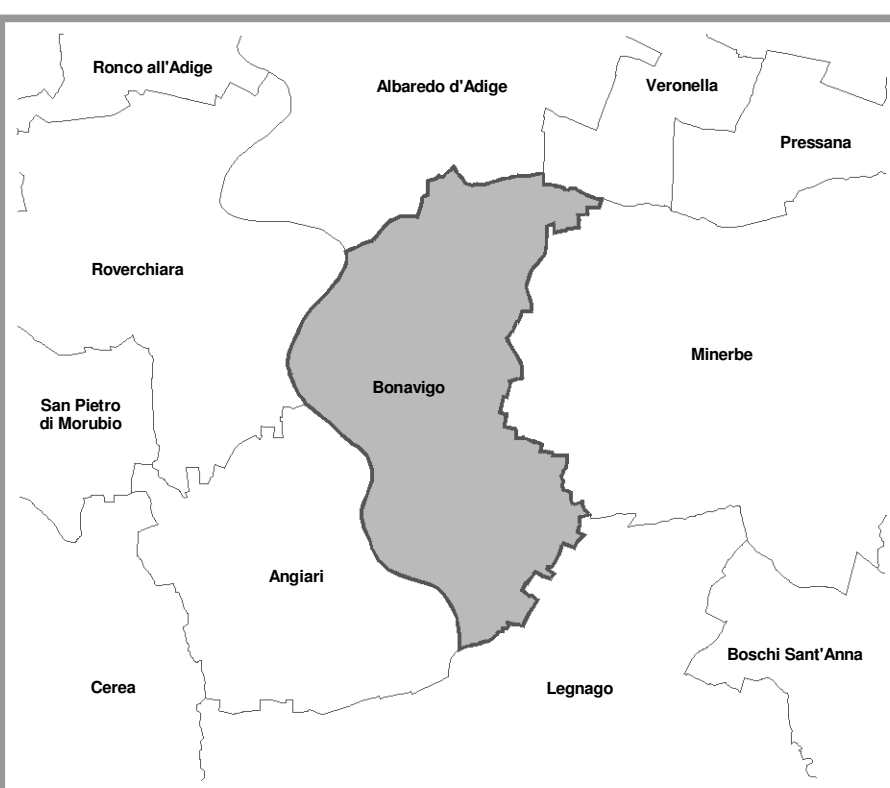 Ronco all'Adige
Albaredo d'Adige
Veronella
Pressana
Roverchiara
Minerbe
Bonavigo
San Pietro
di Morubio
Angiari
Boschi Sant'Anna
Cerea
Legnago